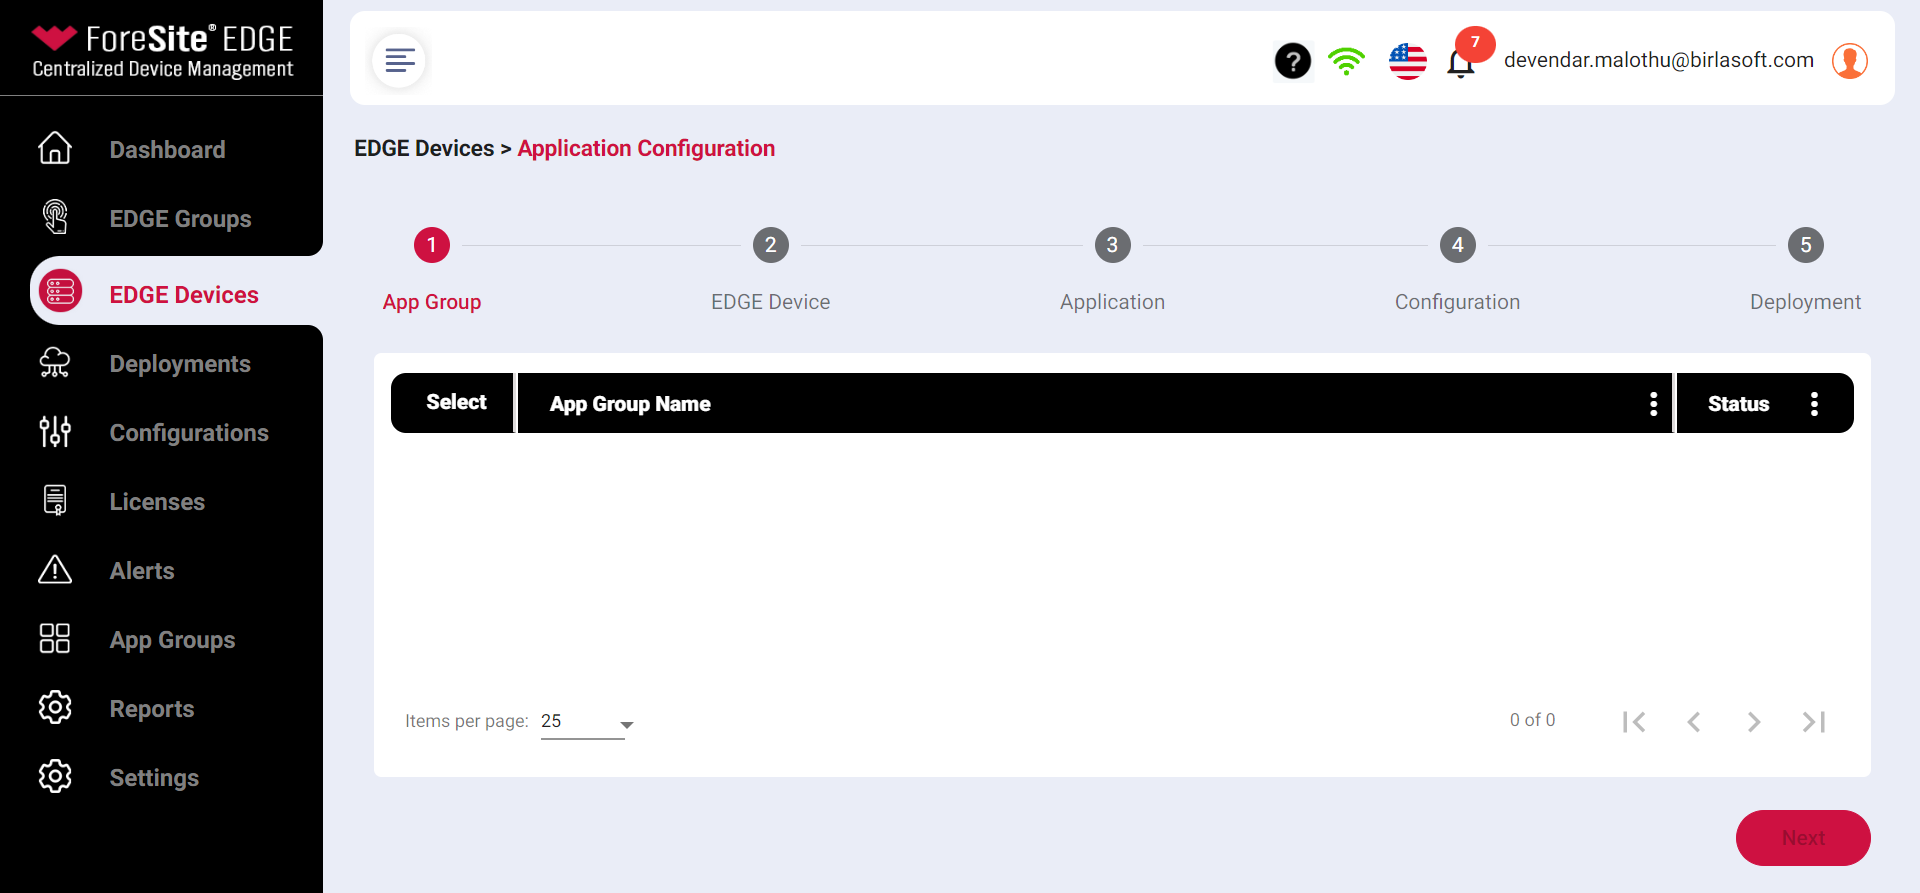 ForeSite® EDGE
Centralized Device Management
Dashboard
EDGE Groups
EDGE Devices
Deployments
Configurations
Licenses
Alerts
App Groups
Reports
Settings
?
7
devendar.malothu@birlasoft.com
EDGE Devices > Application Configuration
1 2 3 4 5
App Group EDGE Device Application Configuration Deployment
Select App Group Name Status
Items per page: 25 0 of 0
Next